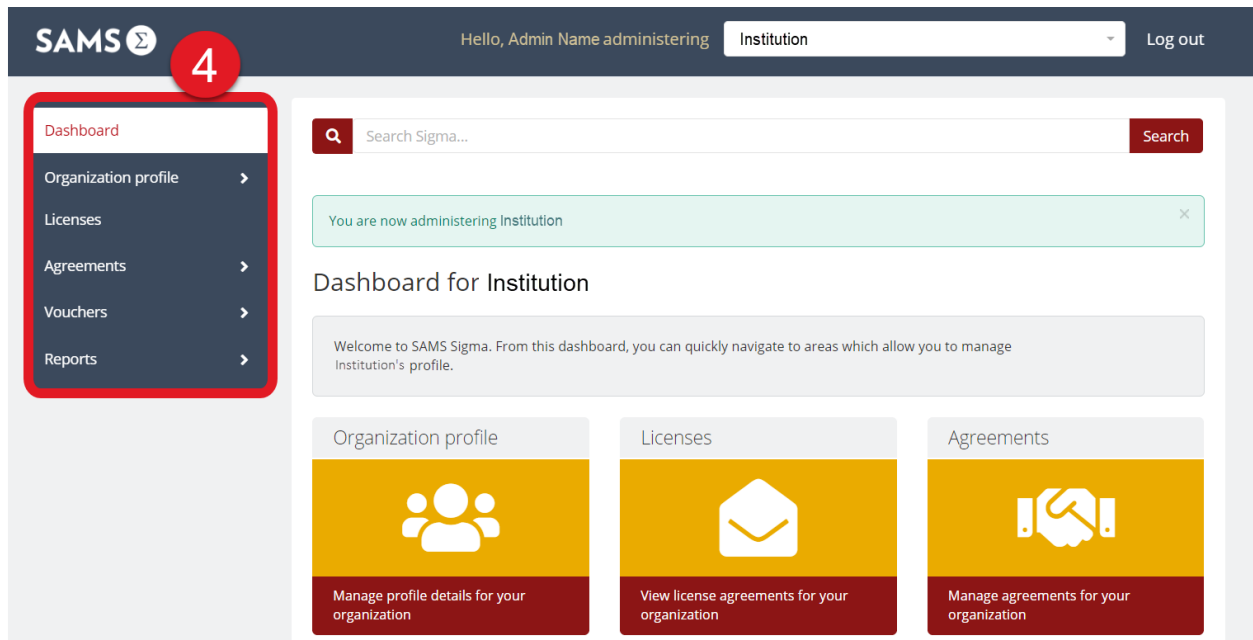 SAMS Σ
Hello, Admin Name administering
Institution
Log out
4
Dashboard
Organization profile
Licenses
Agreements
Vouchers
Reports
Search Sigma...
Search
You are now administering Institution
×
Dashboard for Institution
Welcome to SAMS Sigma. From this dashboard, you can quickly navigate to areas which allow you to manage
Institution's profile.
Organization profile
Licenses
Agreements
Manage profile details for your
organization
View license agreements for your
organization
Manage agreements for your
organization